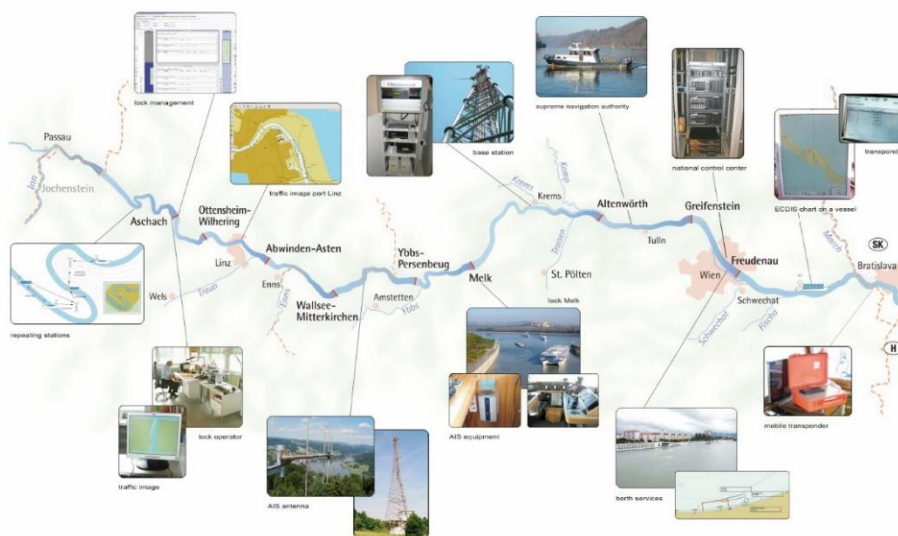 lock management
suprome navigation authority
national control center
base station
transpond
ECDIS chart on a vessel
traffic image port Linz
Passau
Inn
Jochenstein
Aschach
Ottensheim-
Wilhering
Linz
Abwinden-Asten
Wels
Traun
Enns
Enns
Wallsee-
Mitterkirchen
Ybbs-
Persenbeug
Amstetten
Ybbs
Melk
Krems
Krems
Kamp
Traisen
St. Pölten
lock Melk
Altenwörth
Tulln
Greifenstein
Wien
Freudenau
Schwechat
Schwechat
Fischa
March
SK
Bratislava
H
repeating stations
lock operator
traffic image
AIS antenna
AIS equipment
berth services
mobile transponder